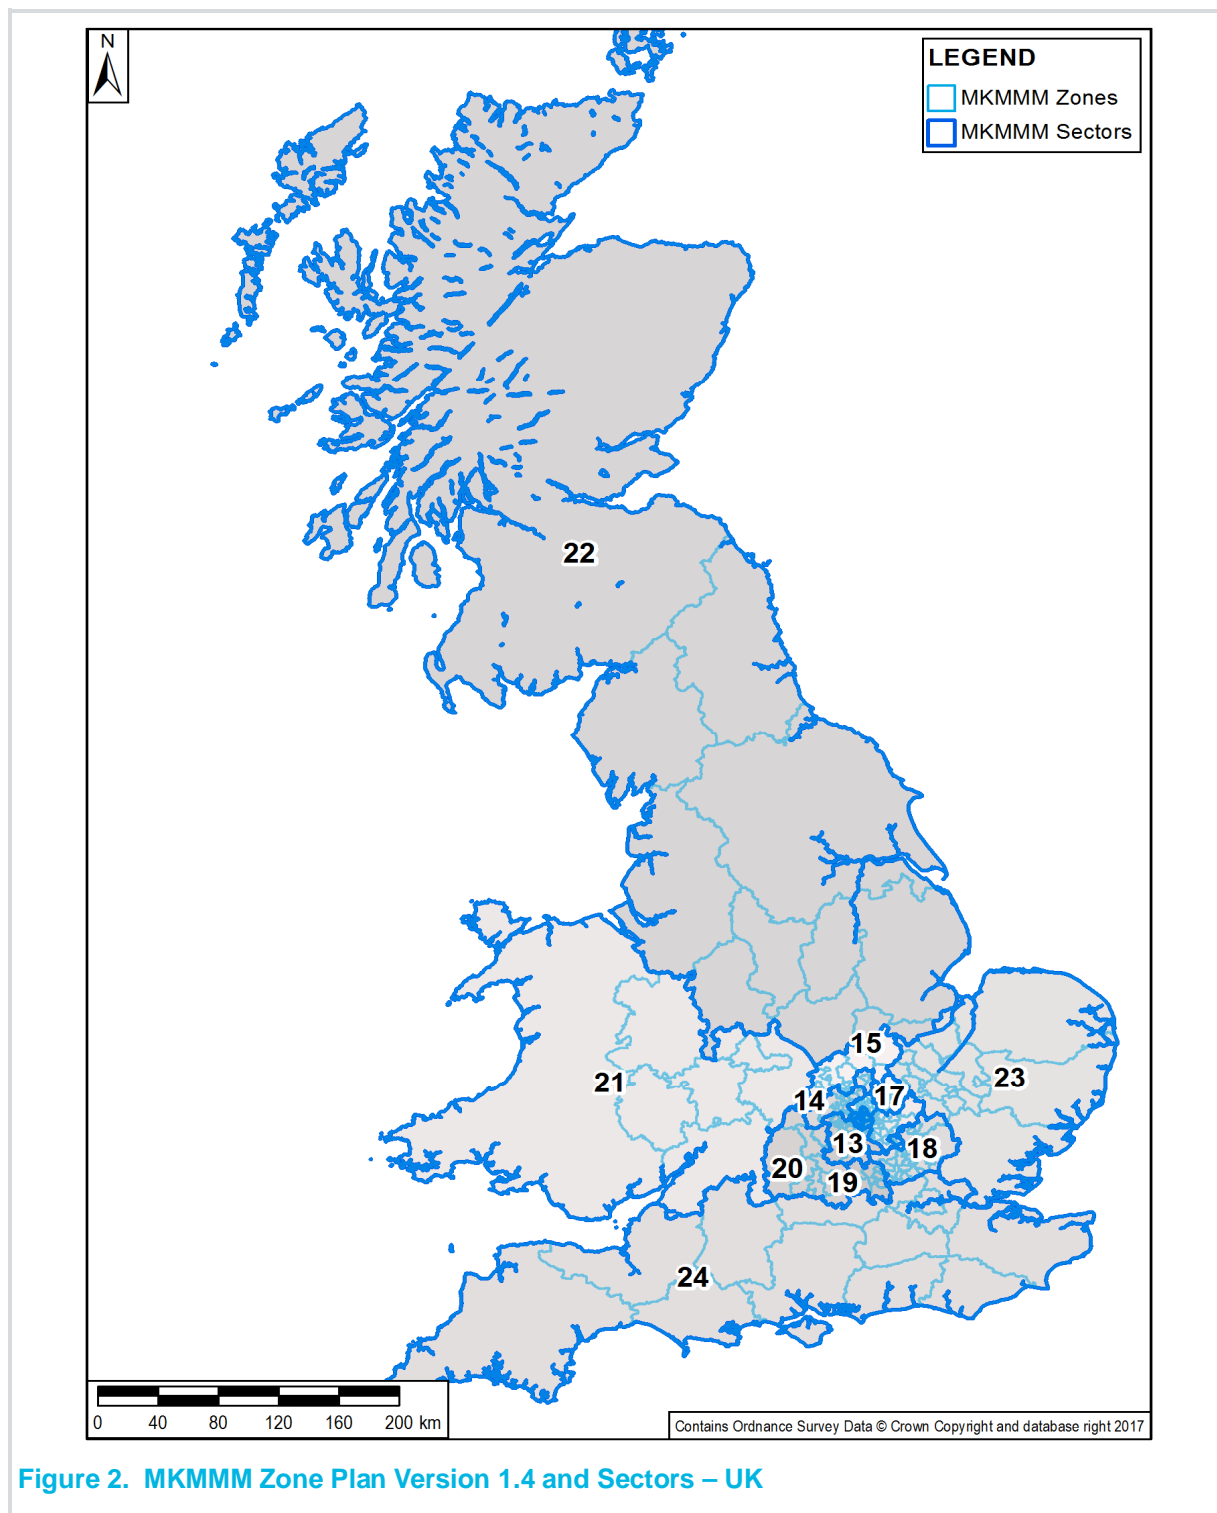 N
LEGEND
MKMMM Zones
MKMMM Sectors
22
15
23
21
14
17
13
18
20
19
24
0 40 80 120 160 200 km
Contains Ordnance Survey Data © Crown Copyright and database right 2017
Figure 2. MKMMM Zone Plan Version 1.4 and Sectors – UK